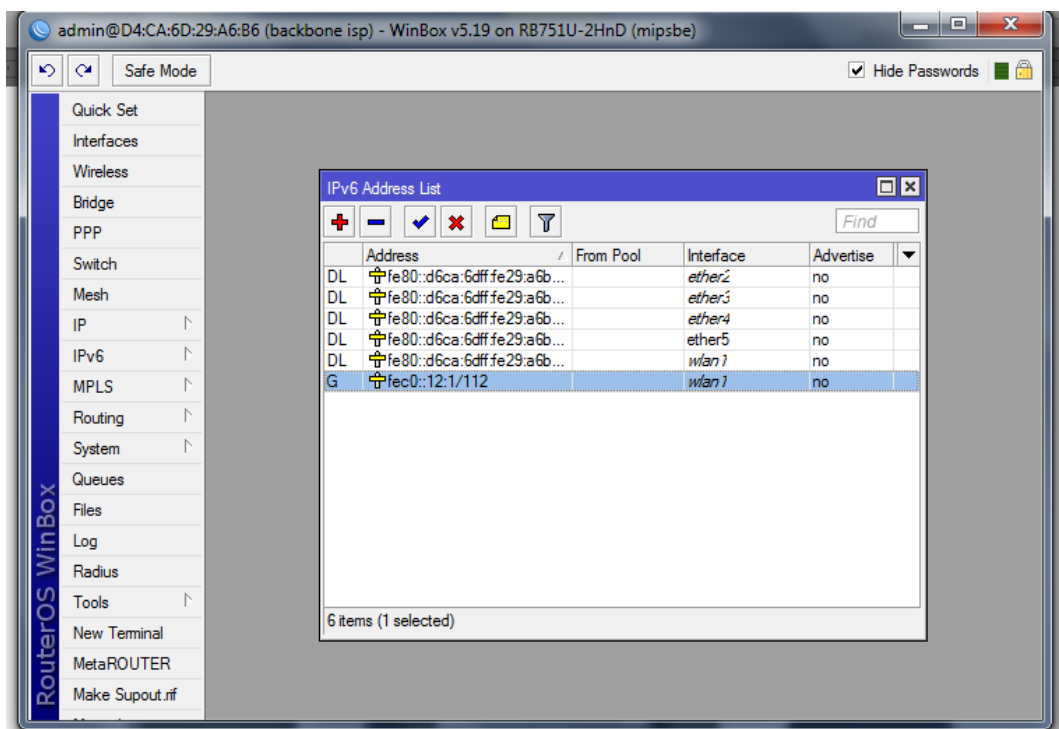 admin@D4:CA:6D:29:A6:B6 (backbone isp) - WinBox v5.19 on RB751U-2HnD (mipsbe)
Safe Mode
Hide Passwords
Quick Set
Interfaces
Wireless
Bridge
PPP
Switch
Mesh
IP
IPv6
MPLS
Routing
System
Queues
Files
Log
Radius
Tools
New Terminal
MetaROUTER
Make Supout.rif
RouterOS WinBox
IPv6 Address List
Find
Address From Pool Interface Advertise
DL fe80::d6ca:6dff:fe29:a6b... ether2 no
DL fe80::d6ca:6dff:fe29:a6b... ether3 no
DL fe80::d6ca:6dff:fe29:a6b... ether4 no
DL fe80::d6ca:6dff:fe29:a6b... ether5 no
DL fe80::d6ca:6dff:fe29:a6b... wlan1 no
G fec0::12:1/112 wlan1 no
6 items (1 selected)